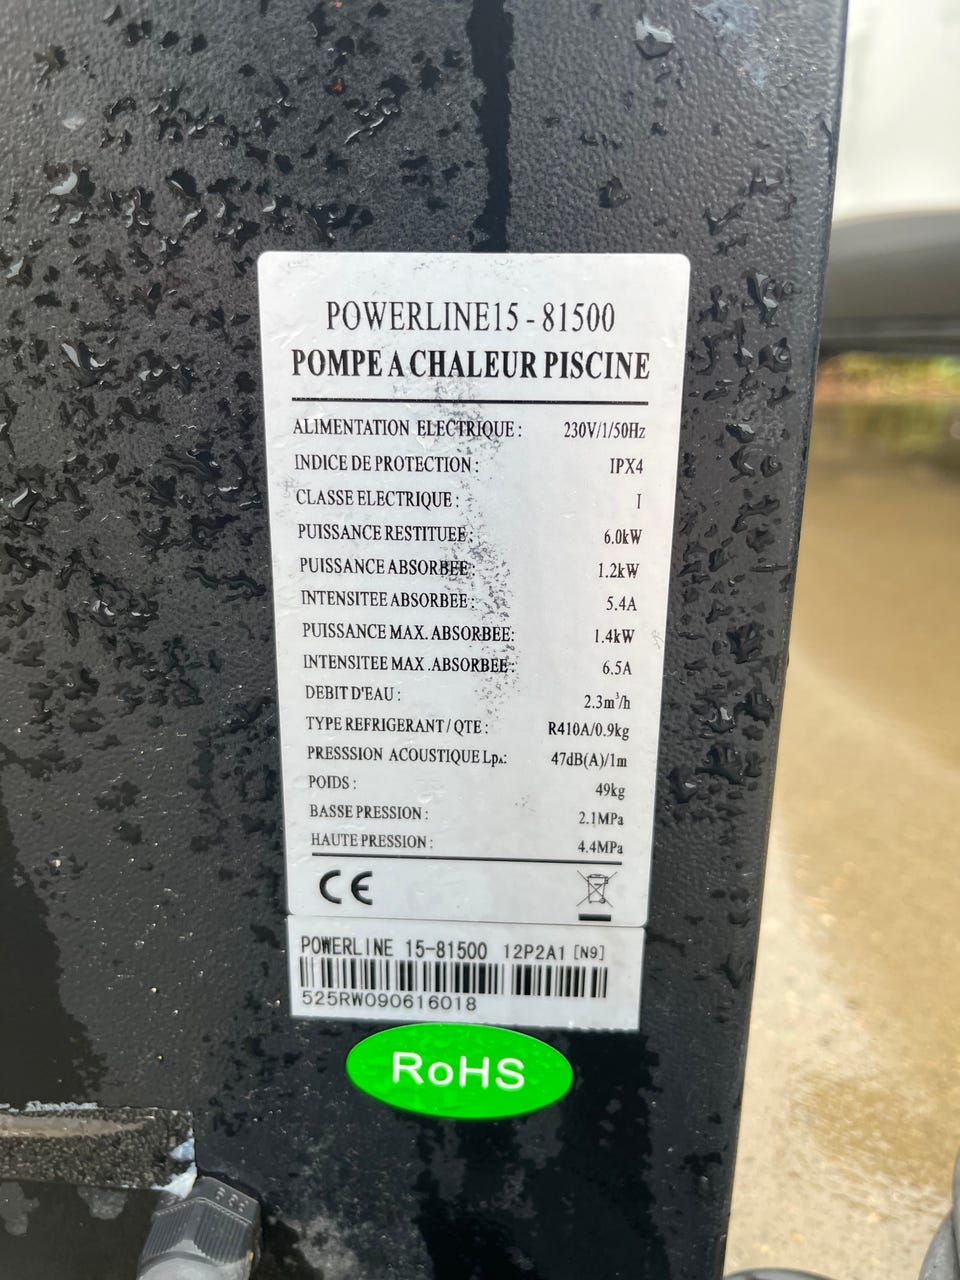 POWERLINE15 - 81500
POMPE A CHALEUR PISCINE
ALIMENTATION ELECTRIQUE : 230V/1/50Hz
INDICE DE PROTECTION : IPX4
CLASSE ELECTRIQUE : I
PUISSANCE RESTITUEE : 6.0kW
PUISSANCE ABSORBEE : 1.2kW
INTENSITEE ABSORBEE : 5.4A
PUISSANCE MAX. ABSORBEE: 1.4kW
INTENSITEE MAX .ABSORBEE: 6.5A
DEBIT D'EAU : 2.3m³/h
TYPE REFRIGERANT / QTE : R410A/0.9kg
PRESSSION ACOUSTIQUE LpA: 47dB(A)/1m
POIDS : 49kg
BASSE PRESSION : 2.1MPa
HAUTE PRESSION : 4.4MPa
CE
POWERLINE 15-81500 12P2A1 [N9]
525RW090616018
RoHS